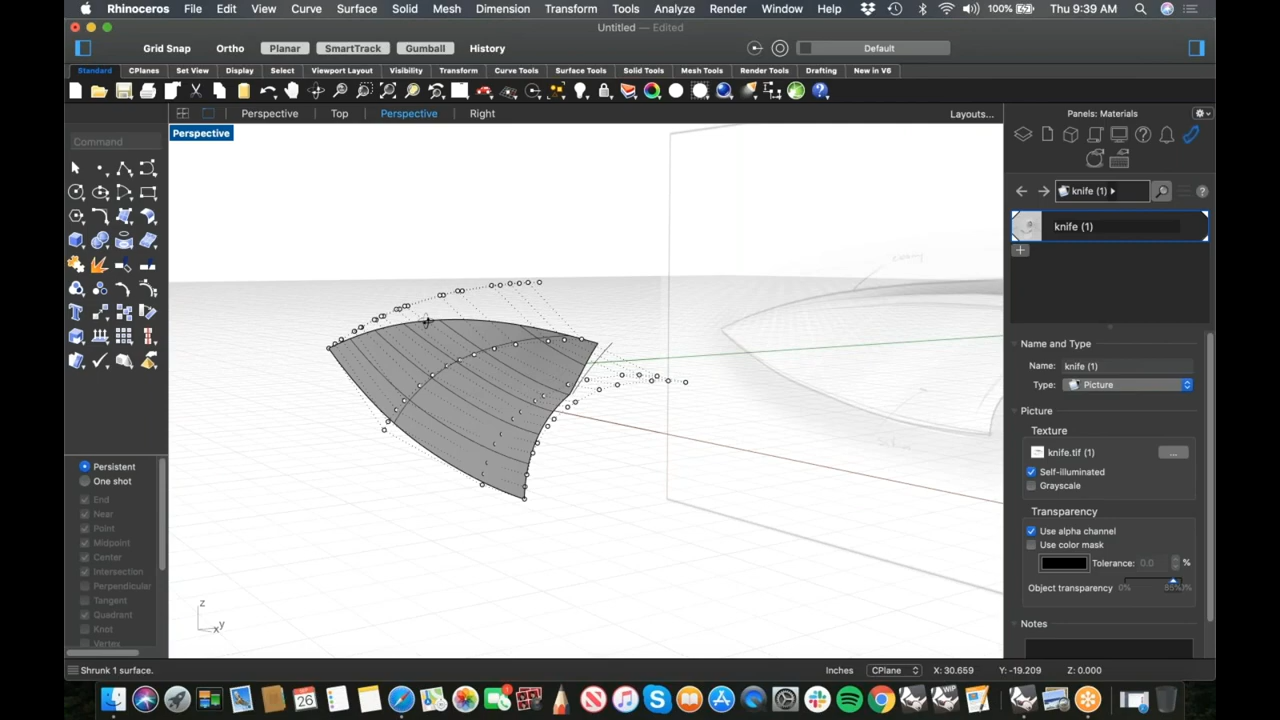 Rhinoceros File Edit View Curve Surface Solid Mesh Dimension Transform Tools Analyze Render Window Help 100% Thu 9:39 AM
Untitled — Edited
Grid Snap Ortho Planar SmartTrack Gumball History Default
Standard CPlanes Set View Display Select Viewport Layout Visibility Transform Curve Tools Surface Tools Solid Tools Mesh Tools Render Tools Drafting New in V6
Perspective Top Perspective Right Layouts...
Panels: Materials
Perspective
Command
knife (1)
knife (1)
Name and Type
Name: knife (1)
Type: Picture
Picture
Texture
knife.tif (1) ...
Self-illuminated
Grayscale
Transparency
Use alpha channel
Use color mask
Tolerance: 0.0 %
Object transparency 0%
Notes
Persistent
One shot
End
Near
Point
Midpoint
Center
Intersection
Perpendicular
Tangent
Quadrant
Knot
Vertex
z
x y
Shrunk 1 surface. Inches CPlane X: 30.659 Y: -19.209 Z: 0.000
26